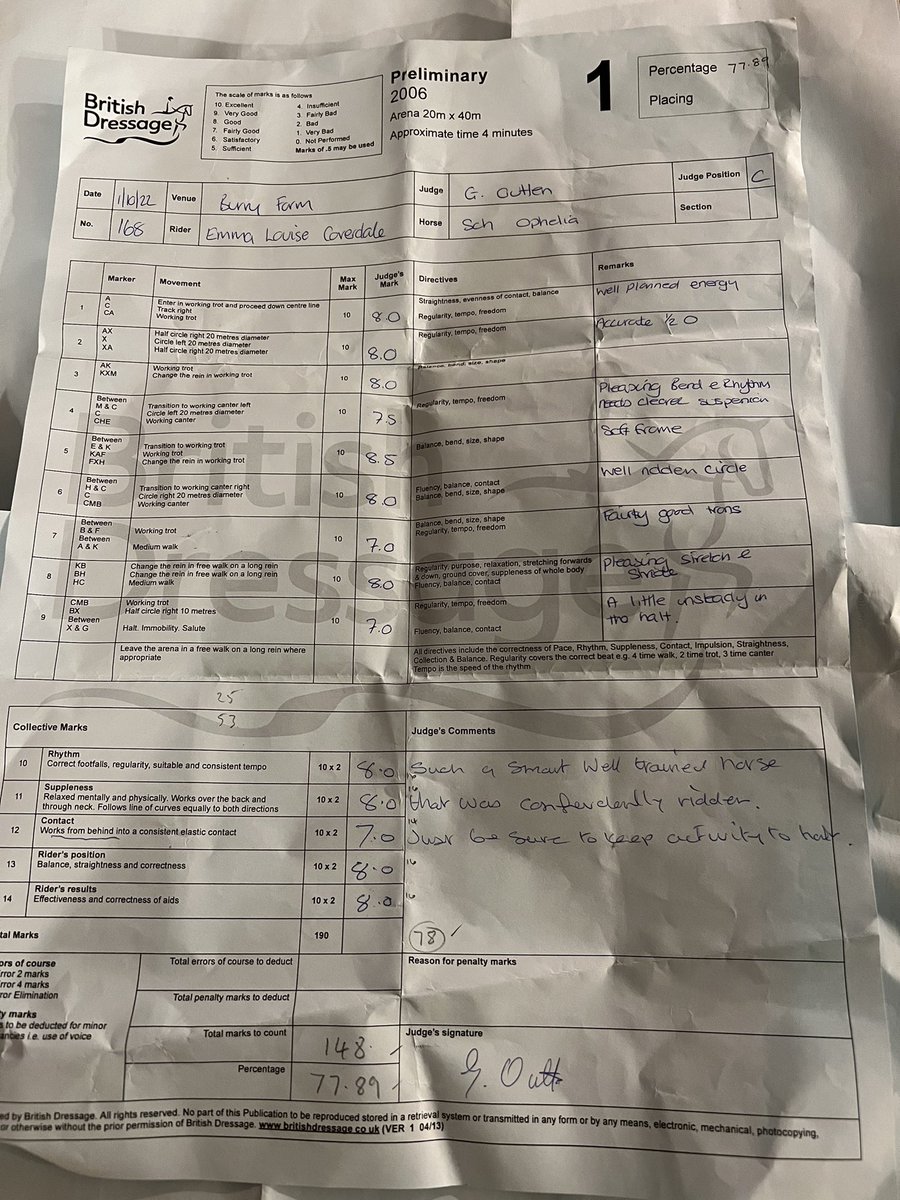 British Dressage
The scale of marks is as follows
10. Excellent 4. Insufficient
9. Very Good 3. Fairly Bad
8. Good 2. Bad
7. Fairly Good 1. Very Bad
6. Satisfactory 0. Not Performed
5. Sufficient Marks of .5 may be used
Preliminary
2006
Arena 20m x 40m
Approximate time 4 minutes
1
Percentage 77.89
Placing
Date 1/10/22 Venue Burry Farm Judge G. Outlen Judge Position C
No. 168 Rider Emma Louise Coverdale Horse Sch Ophelia Section
Marker Movement Max Mark Judge's Mark Directives Remarks
1 A Enter in working trot and proceed down centre line 10 8.0 Straightness, evenness of contact, balance Well planned energy
C Track right
CA Working trot Regularity, tempo, freedom
2 AX Half circle right 20 metres diameter 10 8.0 Regularity, tempo, freedom Accurate ½ O
X Circle left 20 metres diameter
XA Half circle right 20 metres diameter
Balance, bend, size, shape
3 AK Working trot 10 8.0
KXM Change the rein in working trot
4 Between M & C Transition to working canter left 10 7.5 Regularity, tempo, freedom Pleasing Bend e Rhythm
C Circle left 20 metres diameter needs clearer suspension
CHE Working canter
5 Between E & K Transition to working trot 10 8.5 Balance, bend, size, shape Soft frame
KAF Working trot
FXH Change the rein in working trot
6 Between H & C Transition to working canter right 10 8.0 Fluency, balance, contact Well ridden circle
C Circle right 20 metres diameter Balance, bend, size, shape
CMB Working canter
7 Between B & F Working trot 10 7.0 Balance, bend, size, shape Fairly good trans
Regularity, tempo, freedom
Between A & K Medium walk
8 KB Change the rein in free walk on a long rein 10 8.0 Regularity, purpose, relaxation, stretching forwards Pleasing stretch e
BH Change the rein in free walk on a long rein & down, ground cover, suppleness of whole body Stride
HC Medium walk Fluency, balance, contact
9 CMB Working trot 10 7.0 Regularity, tempo, freedom A little unsteady in
BX Half circle right 10 metres the halt.
Between X & G Halt. Immobility. Salute Fluency, balance, contact
Leave the arena in a free walk on a long rein where appropriate
All directives include the correctness of Pace, Rhythm, Suppleness, Contact, Impulsion, Straightness,
Collection & Balance. Regularity covers the correct beat e.g. 4 time walk, 2 time trot, 3 time canter
Tempo is the speed of the rhythm
25
53
Collective Marks Judge's Comments
10 Rhythm
Correct footfalls, regularity, suitable and consistent tempo 10 x 2 8.0 16 Such a smart well trained horse
11 Suppleness
Relaxed mentally and physically. Works over the back and 10 x 2 8.0 16 that was confidently ridden.
through neck. Follows line of curves equally to both directions
12 Contact
Works from behind into a consistent elastic contact 10 x 2 7.0 14 Just be sure to keep activity to halt.
13 Rider's position
Balance, straightness and correctness 10 x 2 8.0 16
14 Rider's results
Effectiveness and correctness of aids 10 x 2 8.0 16
tal Marks 190 78
ors of course Total errors of course to deduct Reason for penalty marks
rror 2 marks
rror 4 marks
ror Elimination
Total penalty marks to deduct
ty marks
s to be deducted for minor
ancies i.e. use of voice
Total marks to count 148. Judge's signature
Percentage 77.89 G. Outt
ed by British Dressage. All rights reserved. No part of this Publication to be reproduced stored in a retrieval system or transmitted in any form or by any means, electronic, mechanical, photocopying,
or otherwise without the prior permission of British Dressage. www.britishdressage.co.uk (VER 1 04/13)